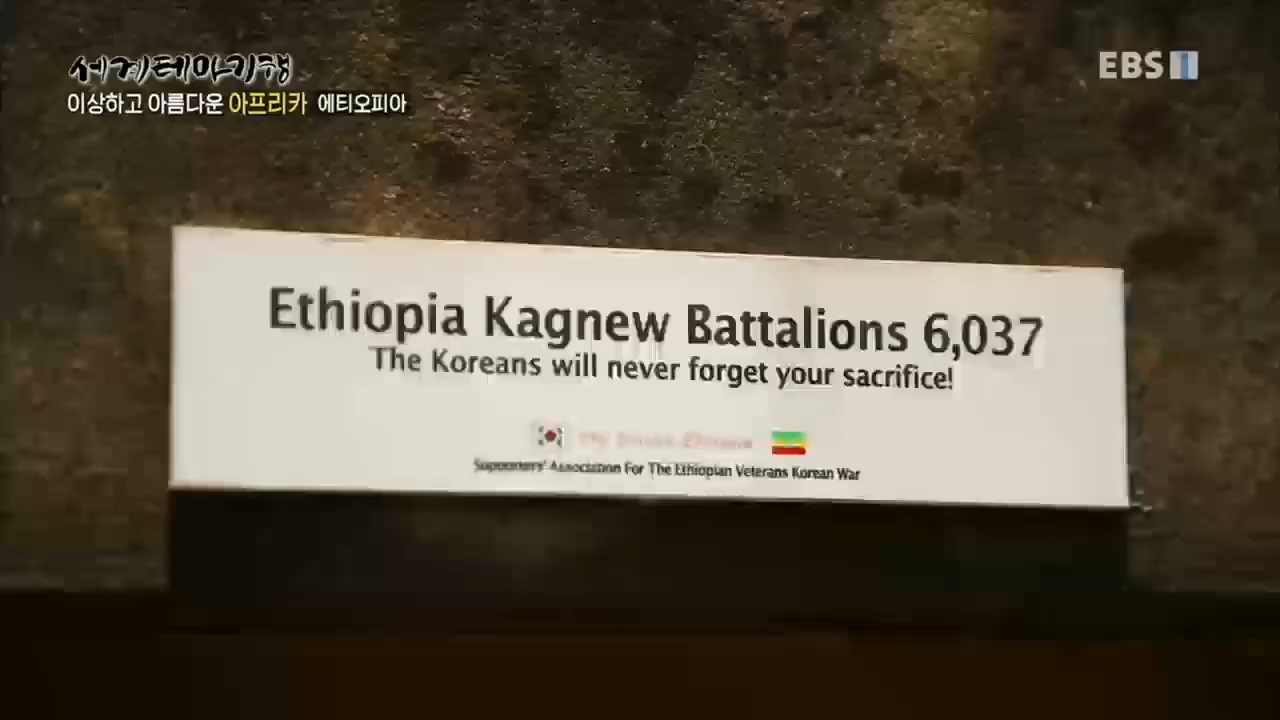 세계테마기행
EBS 1
이상하고 아름다운 아프리카 에티오피아
Ethiopia Kagnew Battalions 6,037
The Koreans will never forget your sacrifice!
Supporters' Association For The Ethiopian Veterans Korean War